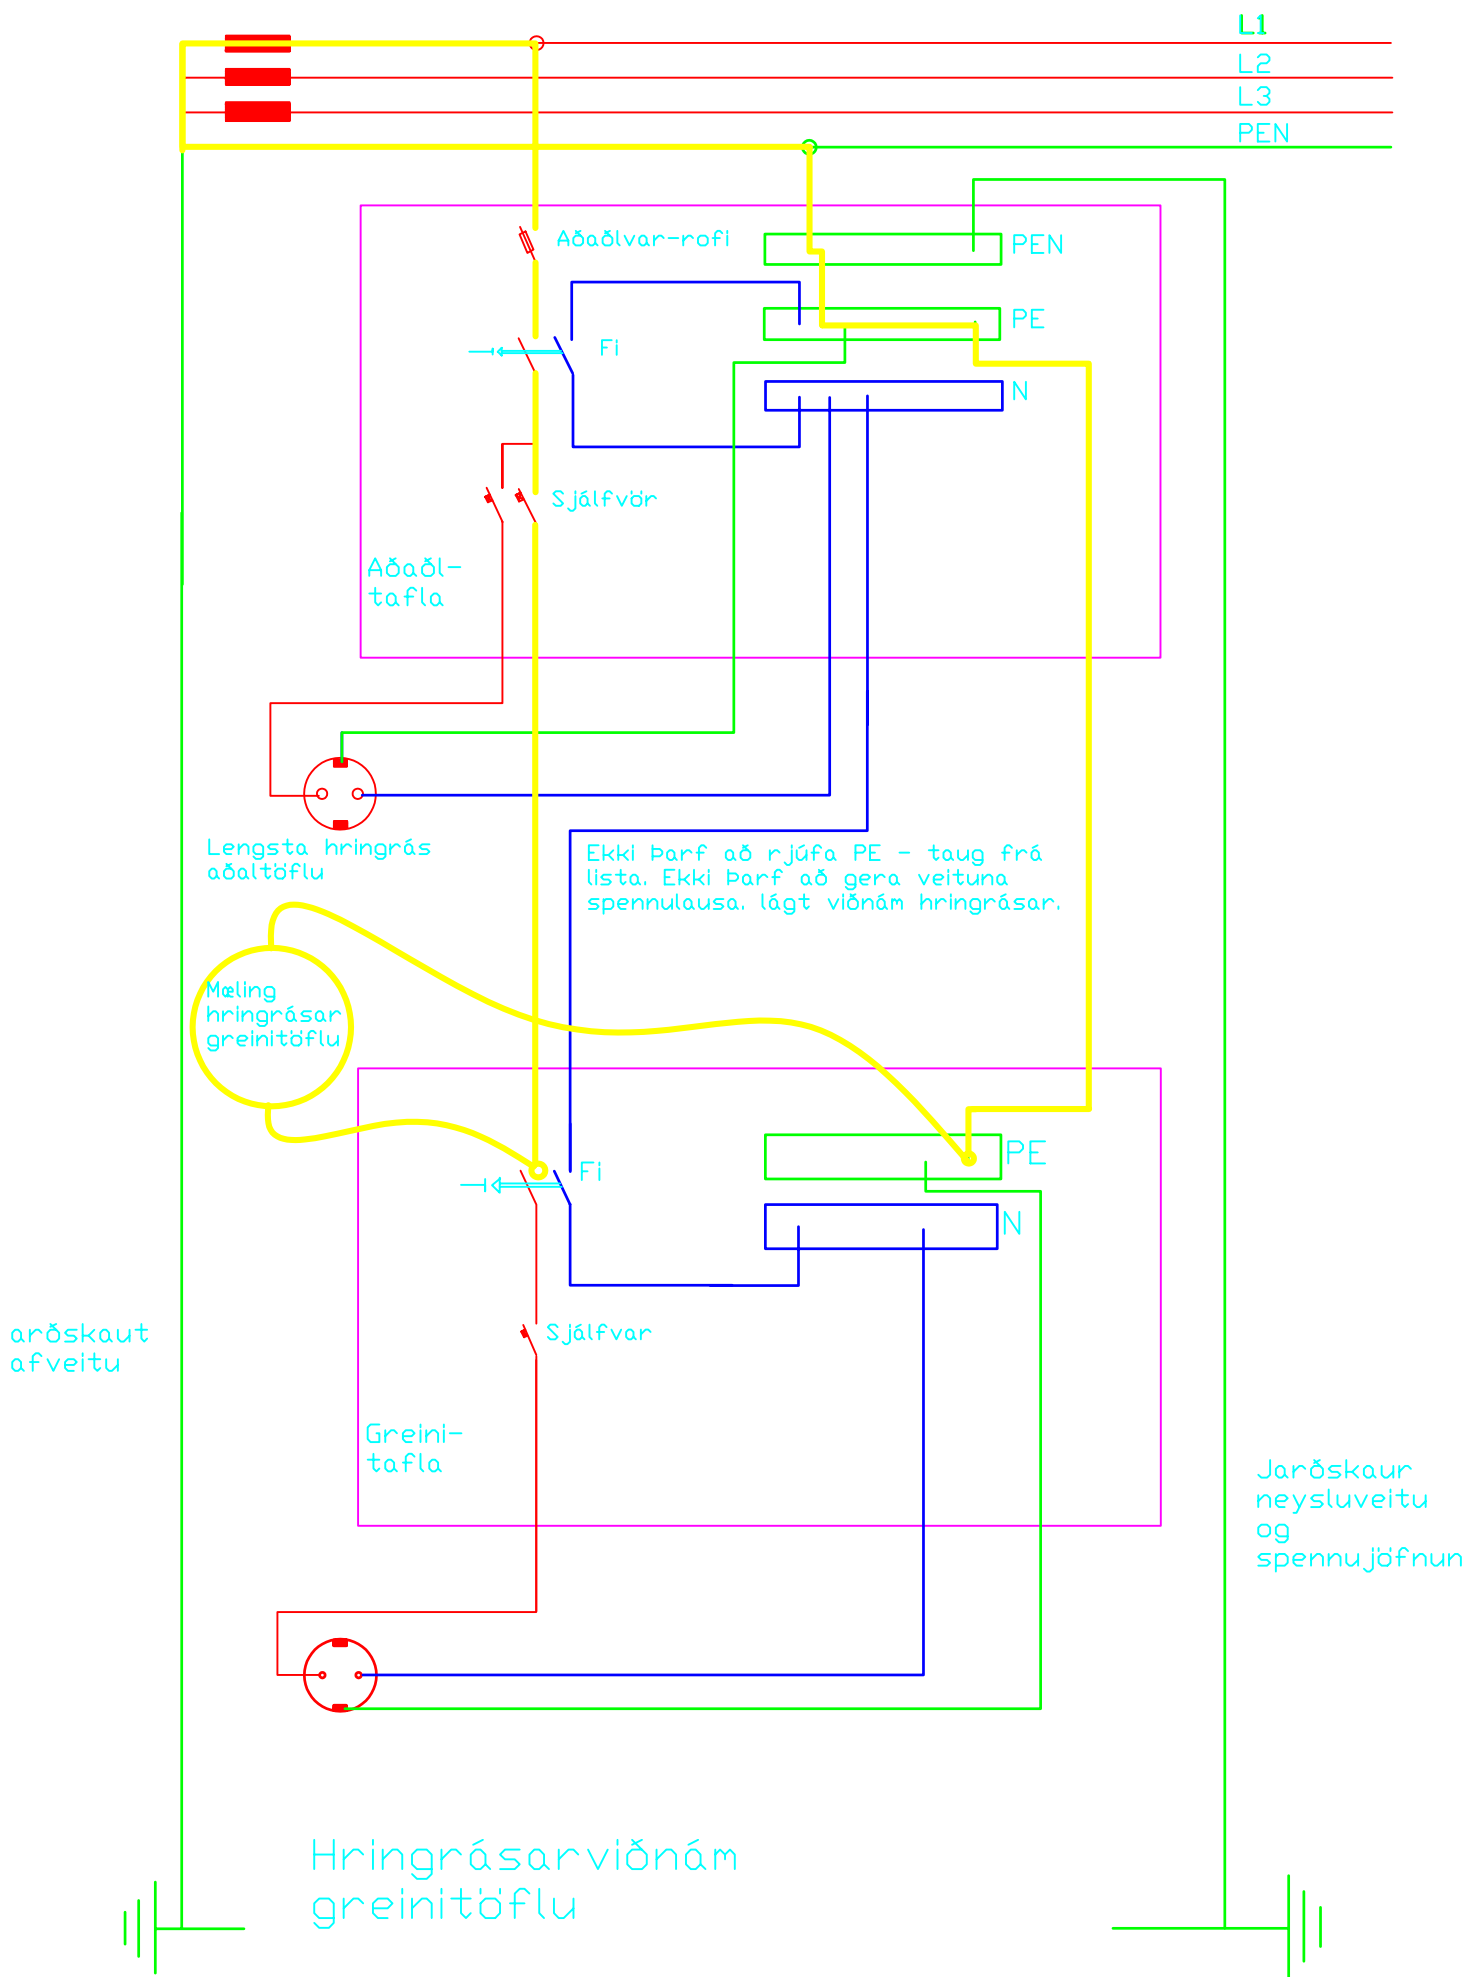 L1
L2
L3
PEN
Aðaðlvar-rofi
PEN
PE
Fi
N
Sjálfvör
Aðaðl-
tafla
Lengsta hringrás
aðaltöflu
Ekki Þarf að rjúfa PE - taug frá
lista. Ekki Þarf að gera veituna
spennulausa. lágt viðnám hringrásar.
Mæling
hringrásar
greinitöflu
Fi
PE
N
Sjálfvar
arðskaut
afveitu
Greini-
tafla
Jarðskaur
neysluveitu
og
spennujöfnun
Hringrásarviðnám
greinitöflu